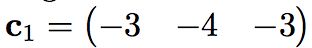 c₁ = (−3 −4 −3)